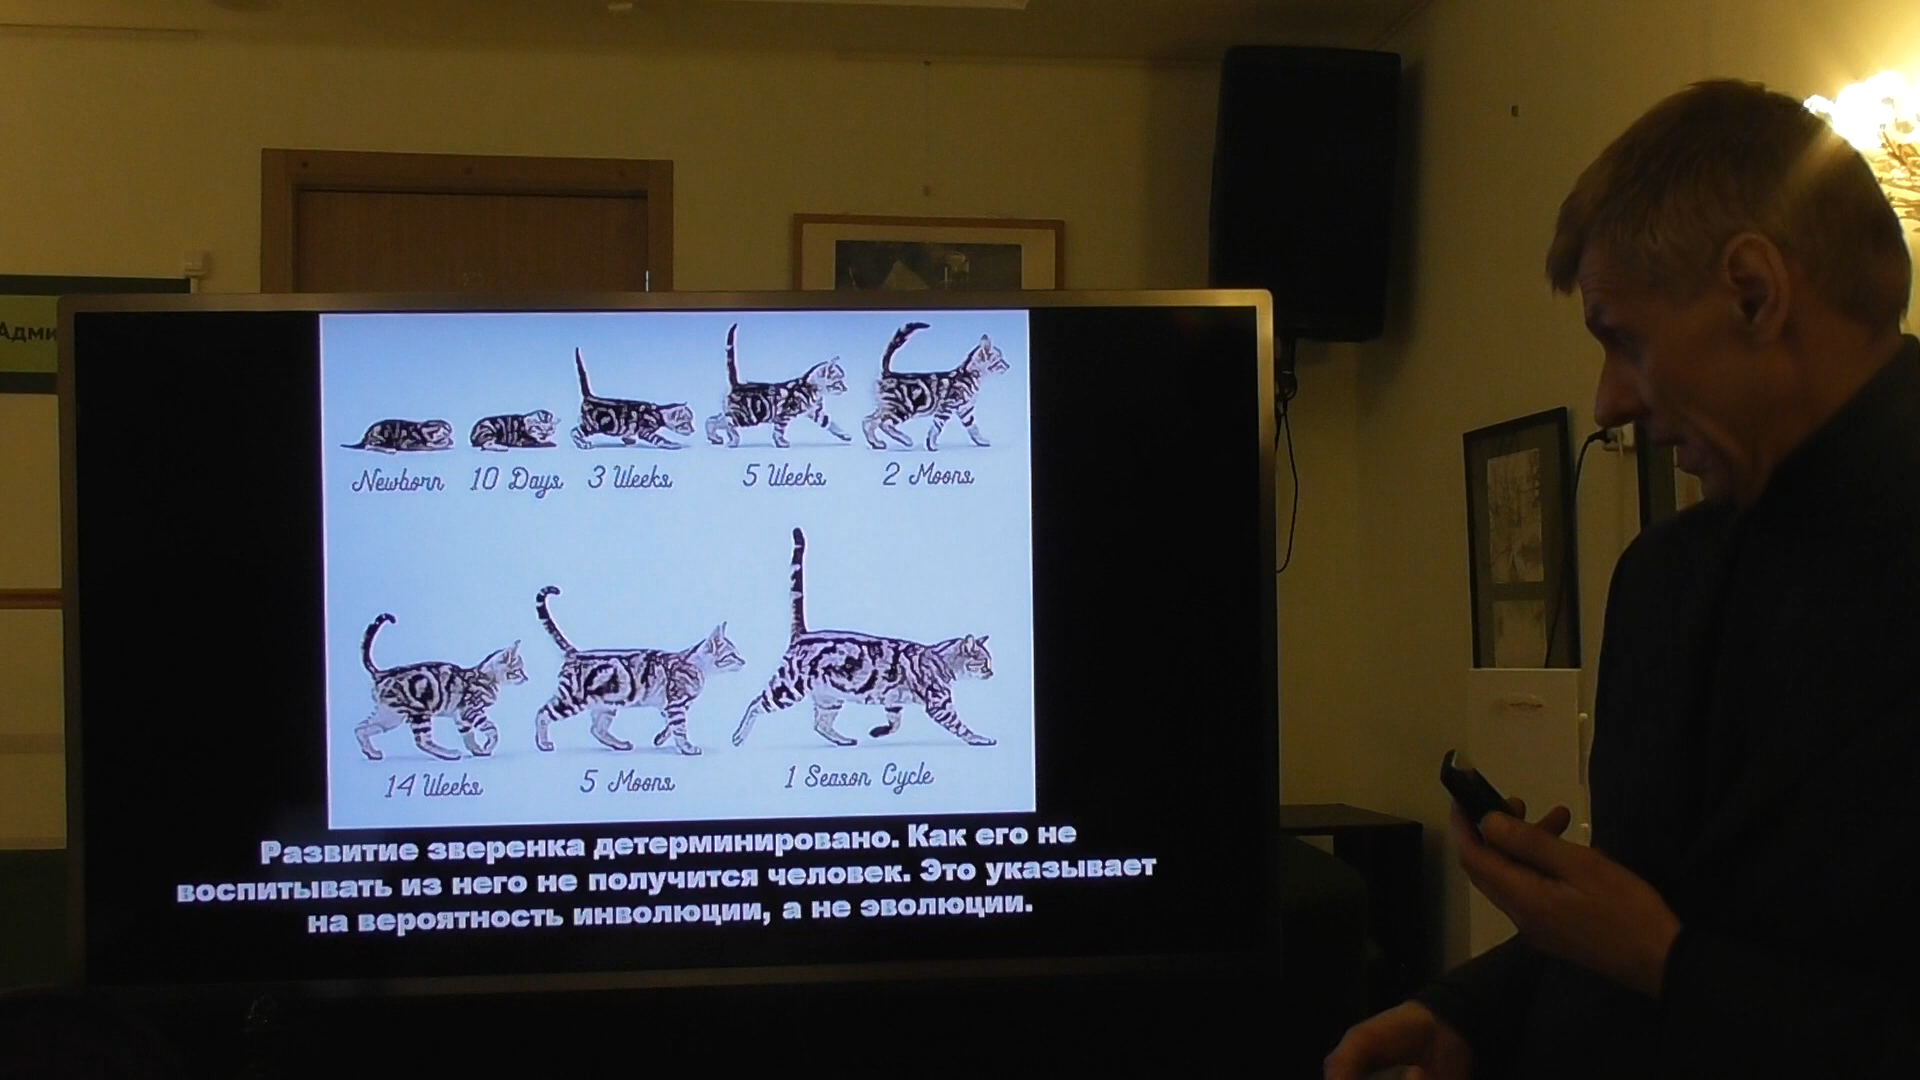 Адми
Newborn 10 Days 3 Weeks 5 Weeks 2 Moons
14 Weeks 5 Moons 1 Season Cycle
Развитие зверенка детерминировано. Как его не
воспитывать из него не получится человек. Это указывает
на вероятность инволюции, а не эволюции.